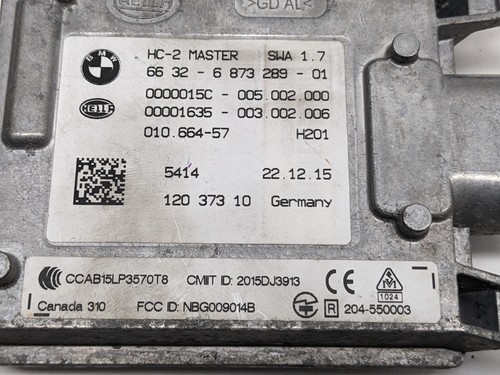 HELLA
>GD AL<
BMW
HC-2 MASTER SWA 1.7
66 32 - 6 873 289 - 01
0000015C - 005.002.000
HELLA
00001635 - 003.002.006
010.664-57 H201
5414 22.12.15
120 373 10 Germany
CCAB15LP3570T8 CMIT ID: 2015DJ3913
CE
1024
Canada 310 FCC ID: NBG009014B
R 204-550003